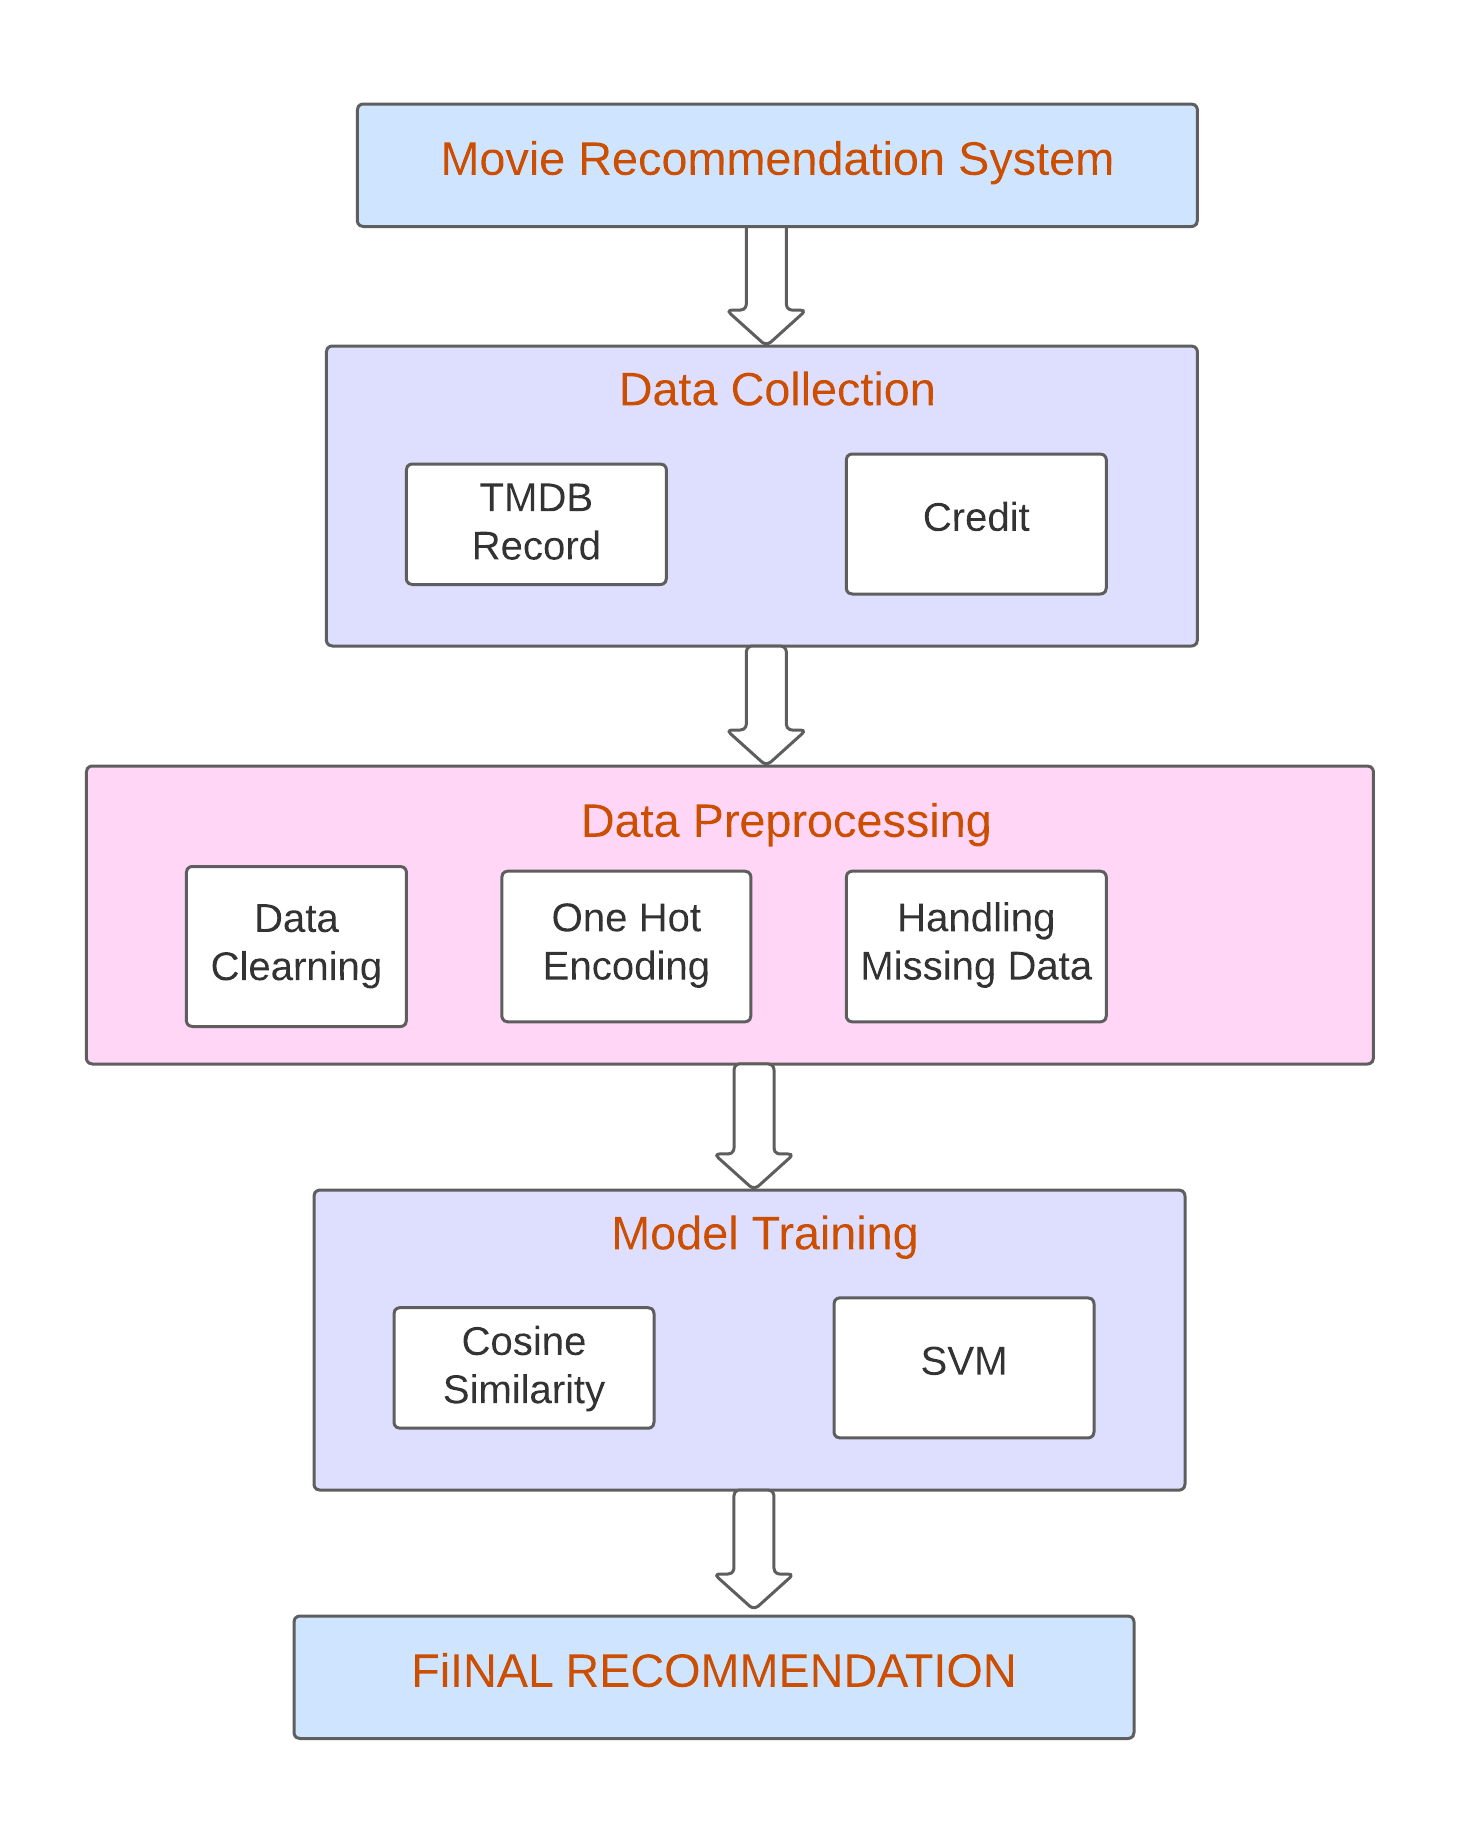 Movie Recommendation System
Data Collection
TMDB
Record
Credit
Data Preprocessing
Data
Clearning
One Hot
Encoding
Handling
Missing Data
Model Training
Cosine
Similarity
SVM
FiINAL RECOMMENDATION